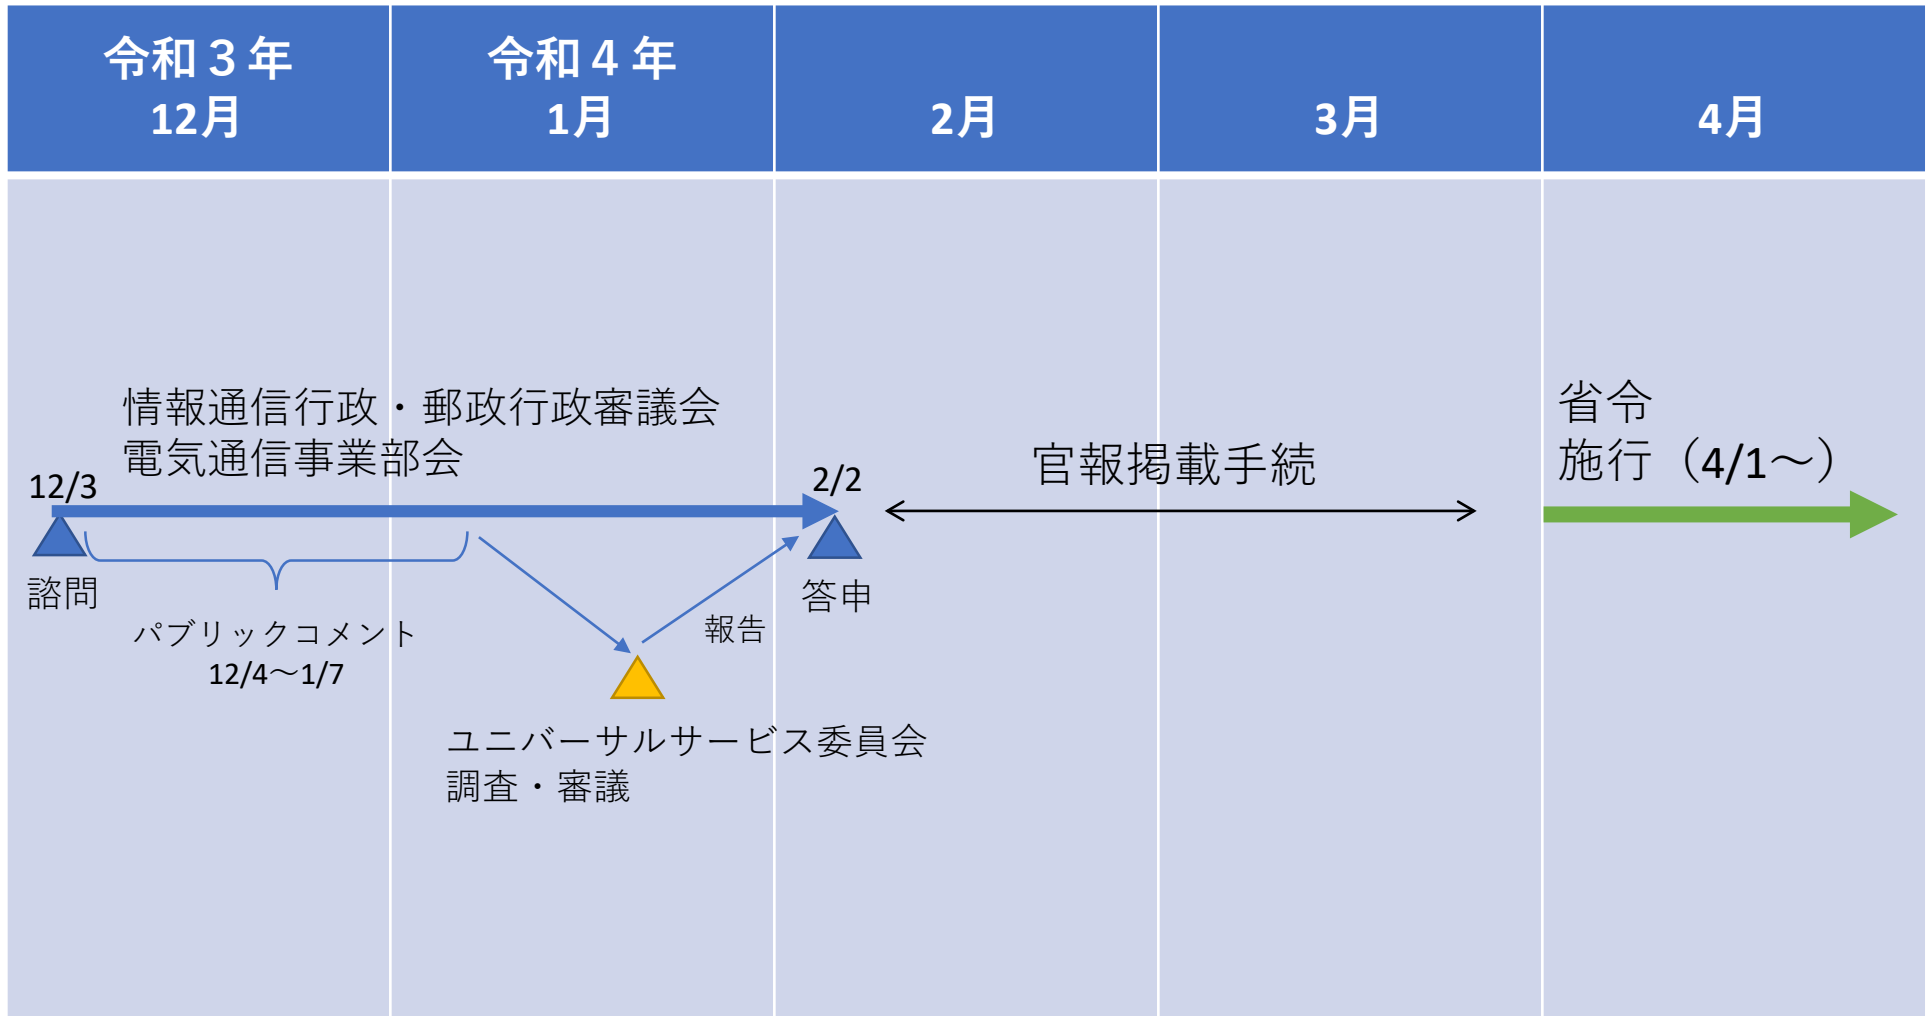 令和３年
12月
令和４年
1月
2月
3月
4月
情報通信行政・郵政行政審議会
電気通信事業部会
12/3
2/2
諮問
答申
パブリックコメント
12/4～1/7
報告
ユニバーサルサービス委員会
調査・審議
官報掲載手続
省令
施行（4/1～）